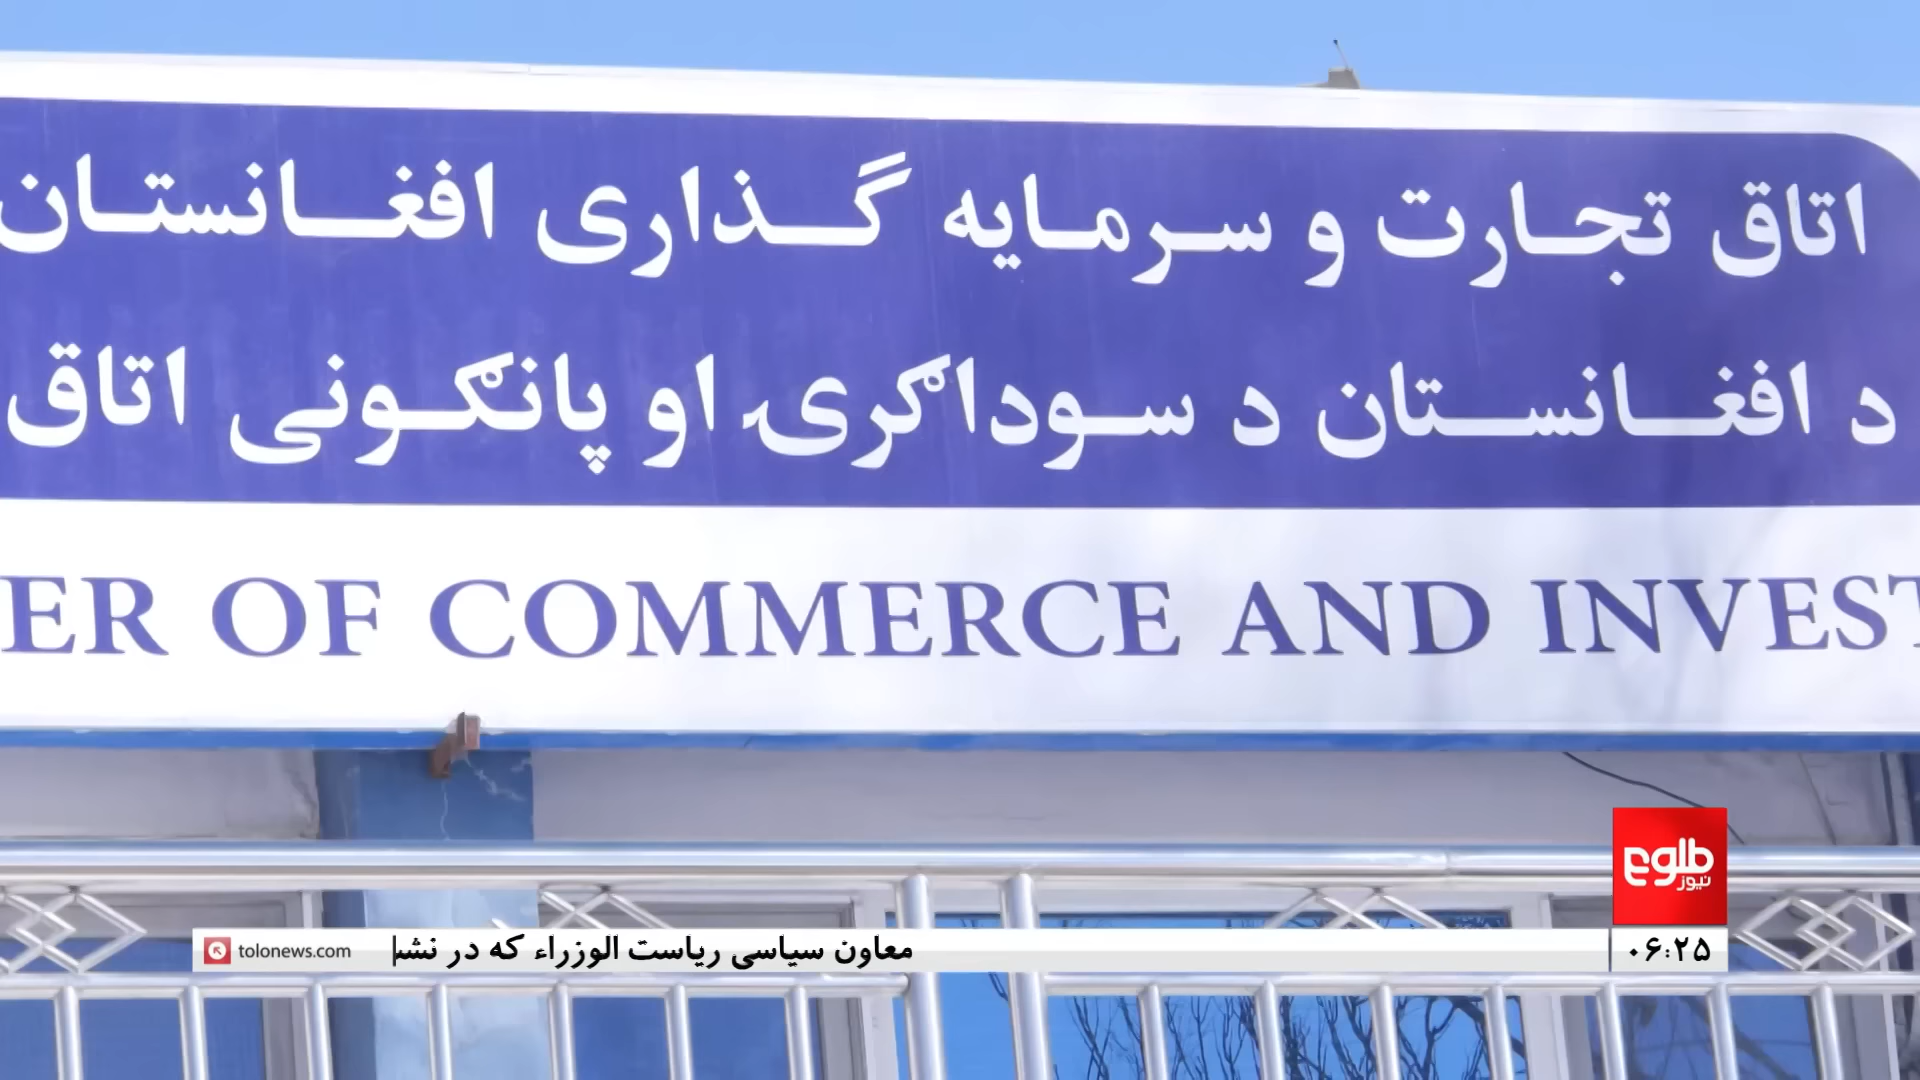 اتاق تجارت و سرمایه گذاری افغانستان
د افغانستان د سوداګرۍ او پانګونې اتاق
ER OF COMMERCE AND INVEST
طلوع
نیوز
tolonews.com
معاون سیاسی ریاست الوزراء که در نشس
۰۶:۲۵